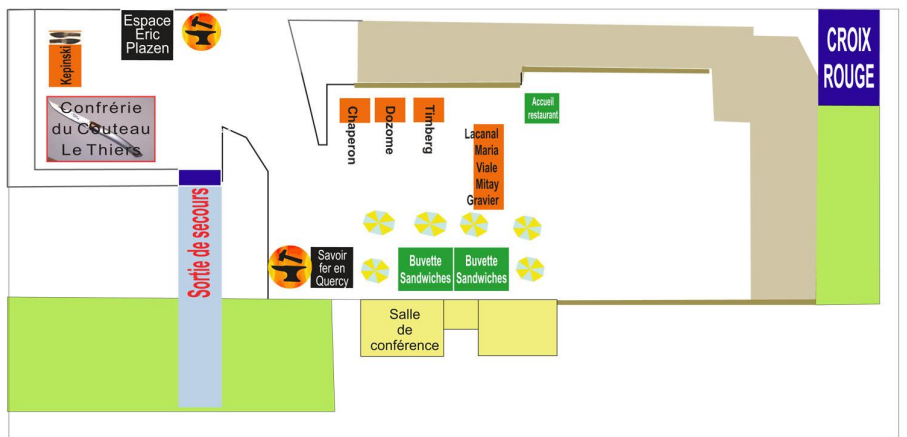 Espace
Eric
Plazen
CROIX
ROUGE
Kepinski
Confrérie
du Couteau
Le Thiers
Chaperon
Dozome
Timberg
Accueil
restaurant
Lacanal
Maria
Viale
Mitay
Gravier
Sortie de secours
Savoir
fer en
Quercy
Buvette
Sandwiches
Buvette
Sandwiches
Salle
de
conférence